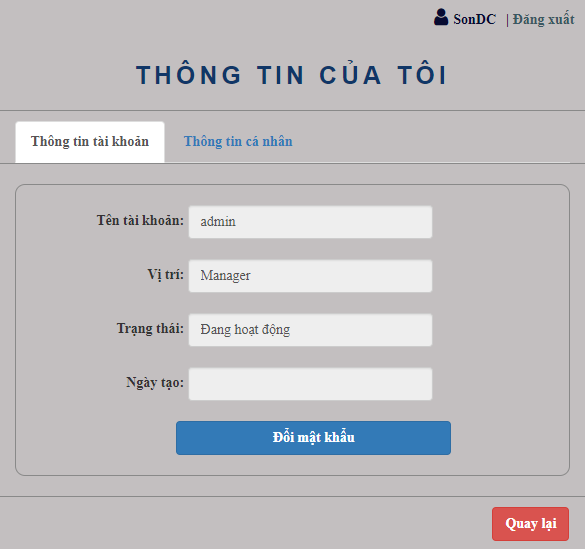 SonDC | Đăng xuất
THÔNG TIN CỦA TÔI
Thông tin tài khoản Thông tin cá nhân
Tên tài khoản: admin
Vị trí: Manager
Trạng thái: Đang hoạt động
Ngày tạo:
Đổi mật khẩu
Quay lại